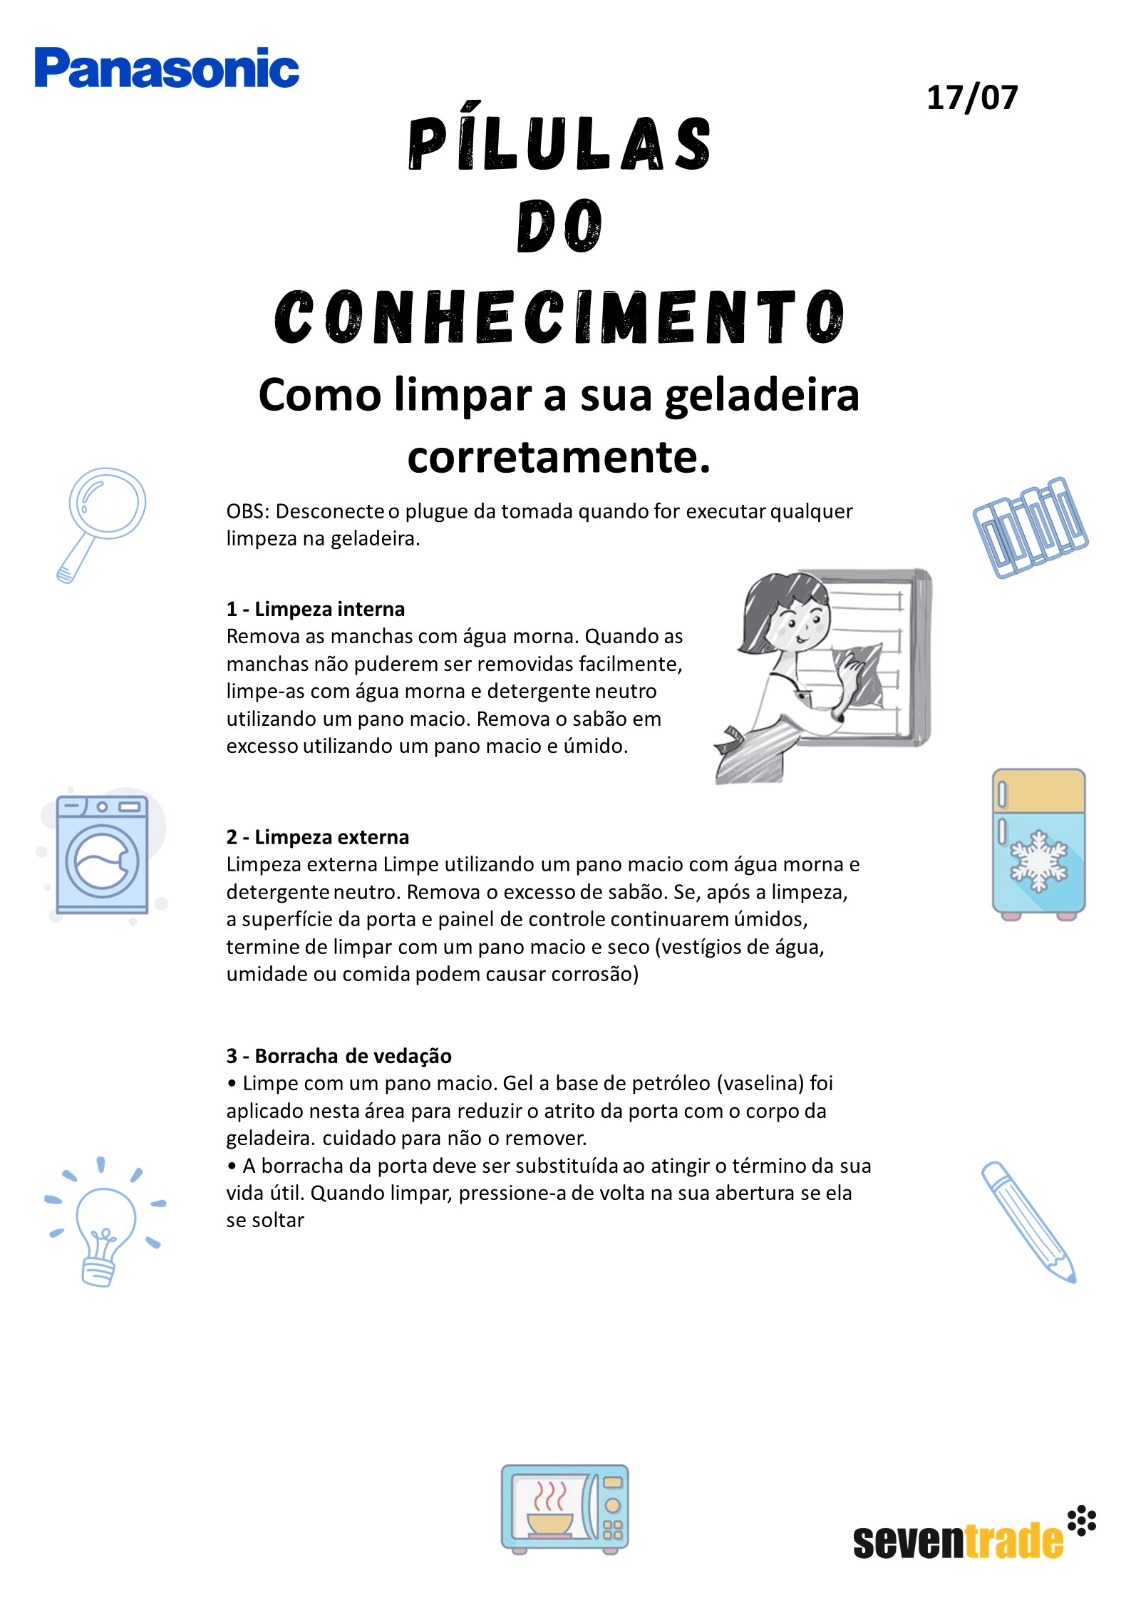 Panasonic
17/07
PÍLULAS
DO
CONHECIMENTO
Como limpar a sua geladeira
corretamente.
OBS: Desconecte o plugue da tomada quando for executar qualquer
limpeza na geladeira.
1 - Limpeza interna
Remova as manchas com água morna. Quando as
manchas não puderem ser removidas facilmente,
limpe-as com água morna e detergente neutro
utilizando um pano macio. Remova o sabão em
excesso utilizando um pano macio e úmido.
2 - Limpeza externa
Limpeza externa Limpe utilizando um pano macio com água morna e
detergente neutro. Remova o excesso de sabão. Se, após a limpeza,
a superfície da porta e painel de controle continuarem úmidos,
termine de limpar com um pano macio e seco (vestígios de água,
umidade ou comida podem causar corrosão)
3 - Borracha de vedação
• Limpe com um pano macio. Gel a base de petróleo (vaselina) foi
aplicado nesta área para reduzir o atrito da porta com o corpo da
geladeira. cuidado para não o remover.
• A borracha da porta deve ser substituída ao atingir o término da sua
vida útil. Quando limpar, pressione-a de volta na sua abertura se ela
se soltar
seventrade